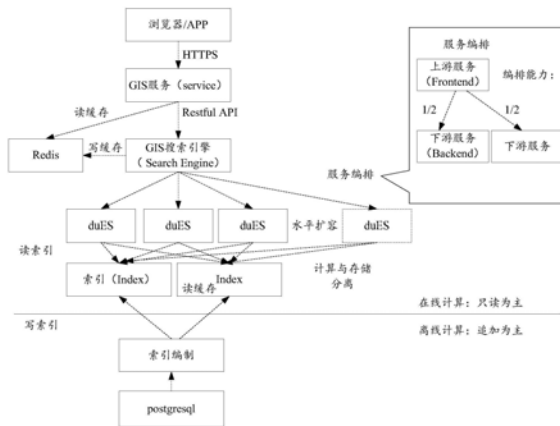 浏览器/APP
HTTPS
GIS服务（service）
读缓存
Restful API
Redis
写缓存
GIS搜索引擎
（Search Engine）
服务编排
上游服务
（Frontend）
编排能力：
1/2
1/2
下游服务
（Backend）
下游服务
服务编排
duES
duES
duES
水平扩容
duES
读索引
索引（Index）
Index
读缓存
计算与存储
分离
在线计算：只读为主
写索引
离线计算：追加为主
索引编制
postgresql